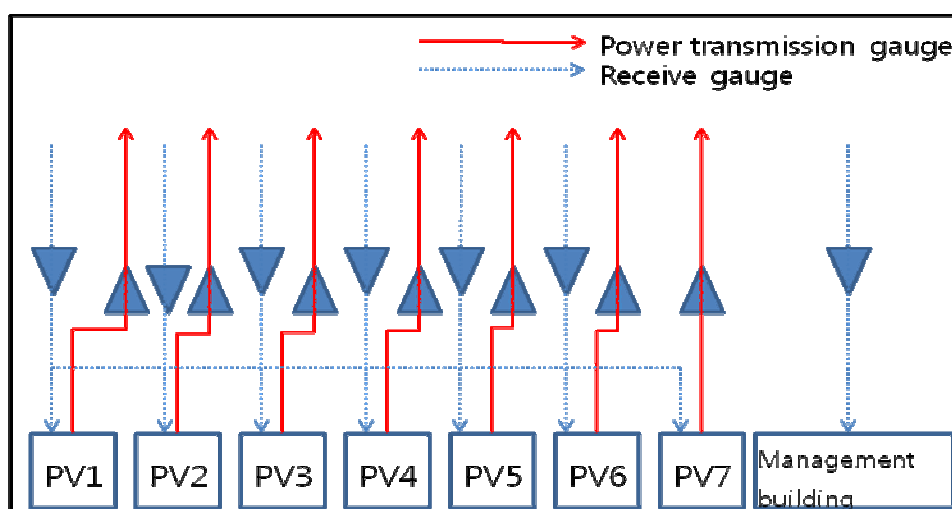 Power transmission gauge
Receive gauge
PV1 PV2 PV3 PV4 PV5 PV6 PV7 Management
building